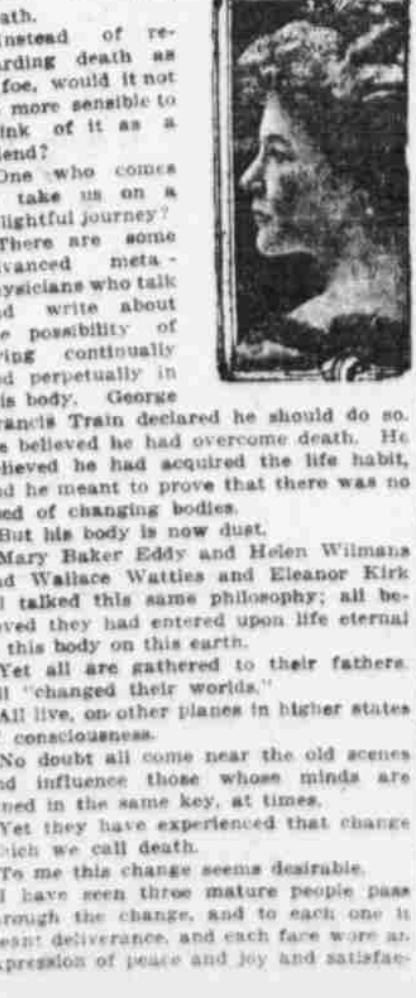 ath.
Instead of re-
arding death as
foe, would it not
more sensible to
ink of it as a
iend?
One who comes
take us on a
lightful journey?
There are some
vanced meta-
ysicians who talk
nd write about
e possibility of
ving continually
nd perpetually in
is body. George
rancis Train declared he should do so.
e believed he had overcome death. He
elieved he had acquired the life habit,
nd he meant to prove that there was no
eed of changing bodies.
But his body is now dust.
Mary Baker Eddy and Helen Wilmans
nd Wallace Wattles and Eleanor Kirk
l talked this same philosophy; all be-
eved they had entered upon life eternal
this body on this earth.
Yet all are gathered to their fathers.
ll "changed their worlds."
All live, on other planes in higher states
consciousness.
No doubt all come near the old scenes
nd influence those whose minds are
ned in the same key, at times.
Yet they have experienced that change
hich we call death.
To me this change seems desirable.
I have seen three mature people pass
rough the change, and to each one it
eant deliverance, and each face wore an
xpression of peace and joy and satisfac-